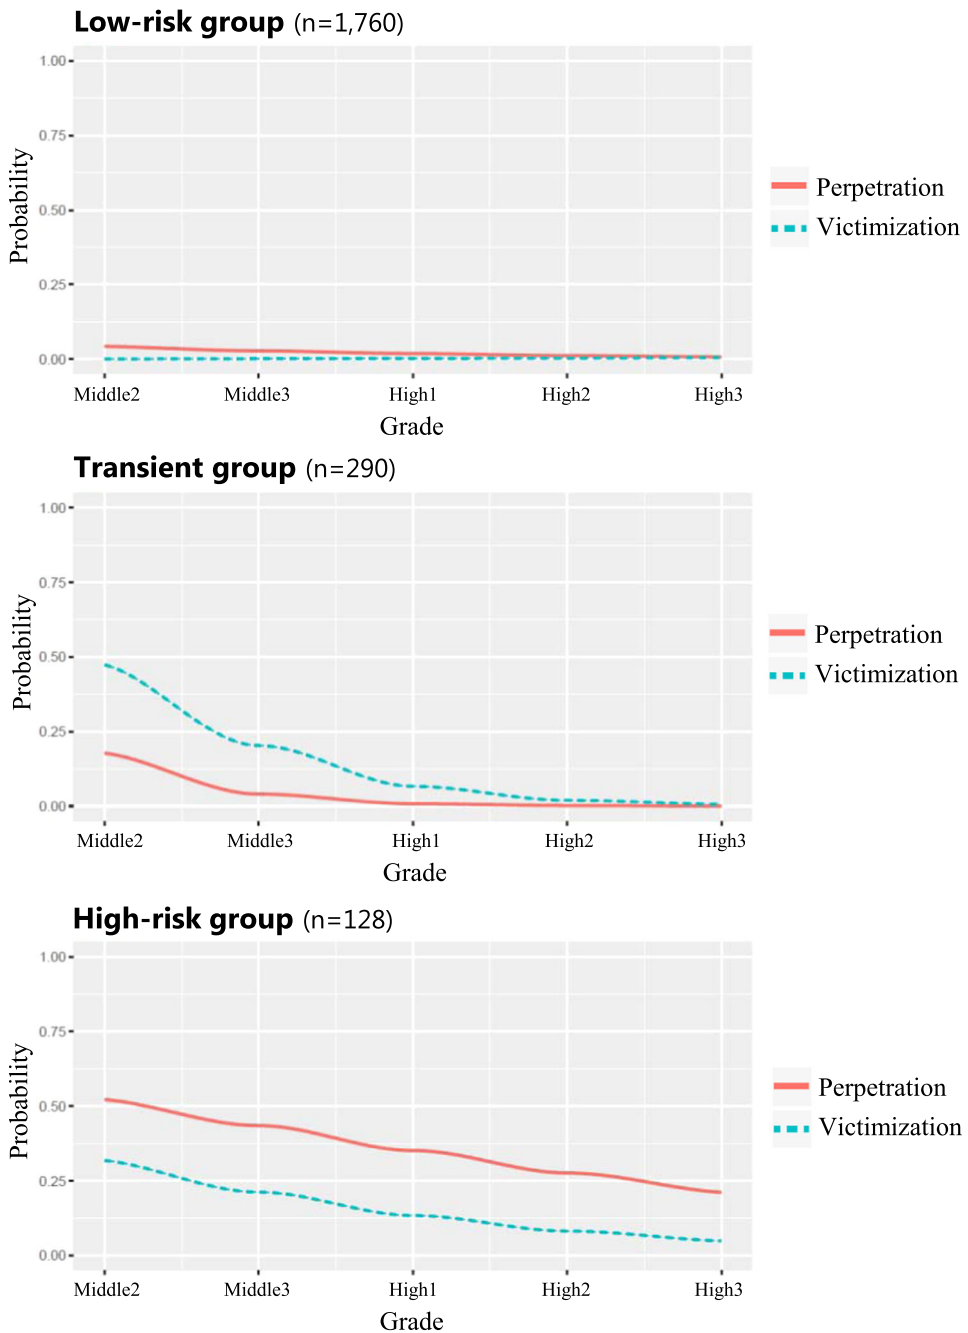 Low-risk group (n=1,760)
1.00
0.75
0.50
0.25
0.00
Probability
Middle2 Middle3 High1 High2 High3
Grade
Perpetration
Victimization
Transient group (n=290)
1.00
0.75
0.50
0.25
0.00
Probability
Middle2 Middle3 High1 High2 High3
Grade
Perpetration
Victimization
High-risk group (n=128)
1.00
0.75
0.50
0.25
0.00
Probability
Middle2 Middle3 High1 High2 High3
Grade
Perpetration
Victimization